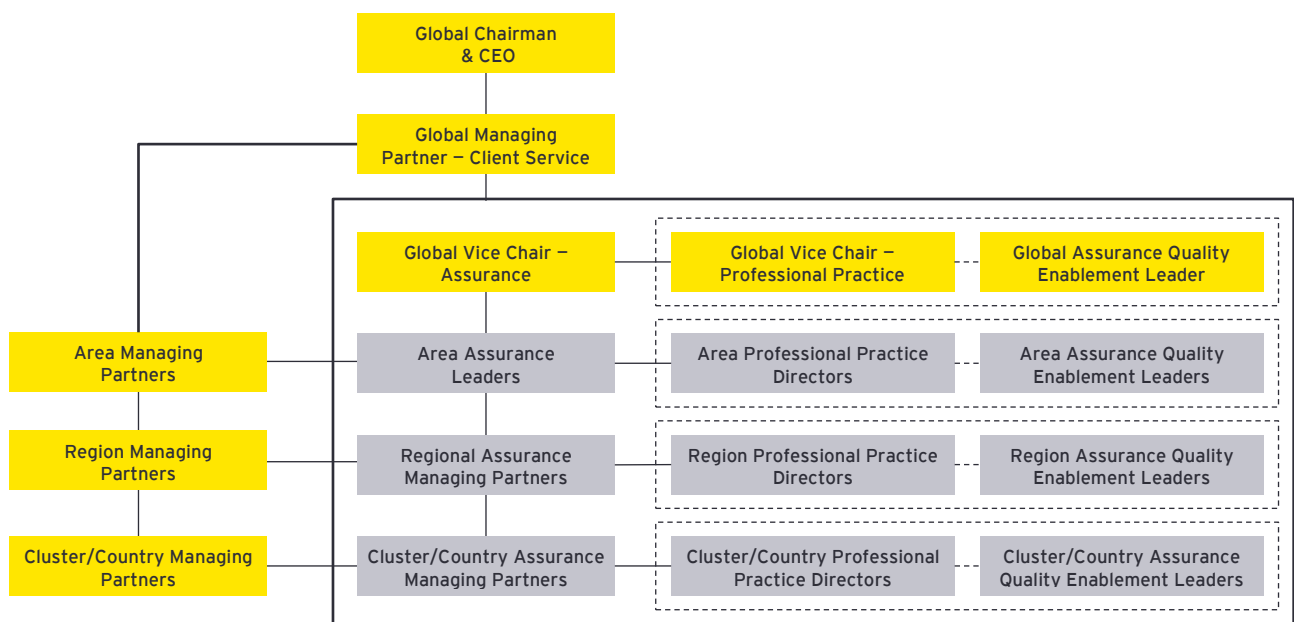 Global Chairman
& CEO
Global Managing
Partner – Client Service
Global Vice Chair –
Assurance
Global Vice Chair –
Professional Practice
Global Assurance Quality
Enablement Leader
Area Managing
Partners
Area Assurance
Leaders
Area Professional Practice
Directors
Area Assurance Quality
Enablement Leaders
Region Managing
Partners
Regional Assurance
Managing Partners
Region Professional Practice
Directors
Region Assurance Quality
Enablement Leaders
Cluster/Country Managing
Partners
Cluster/Country Assurance
Managing Partners
Cluster/Country Professional
Practice Directors
Cluster/Country Assurance
Quality Enablement Leaders